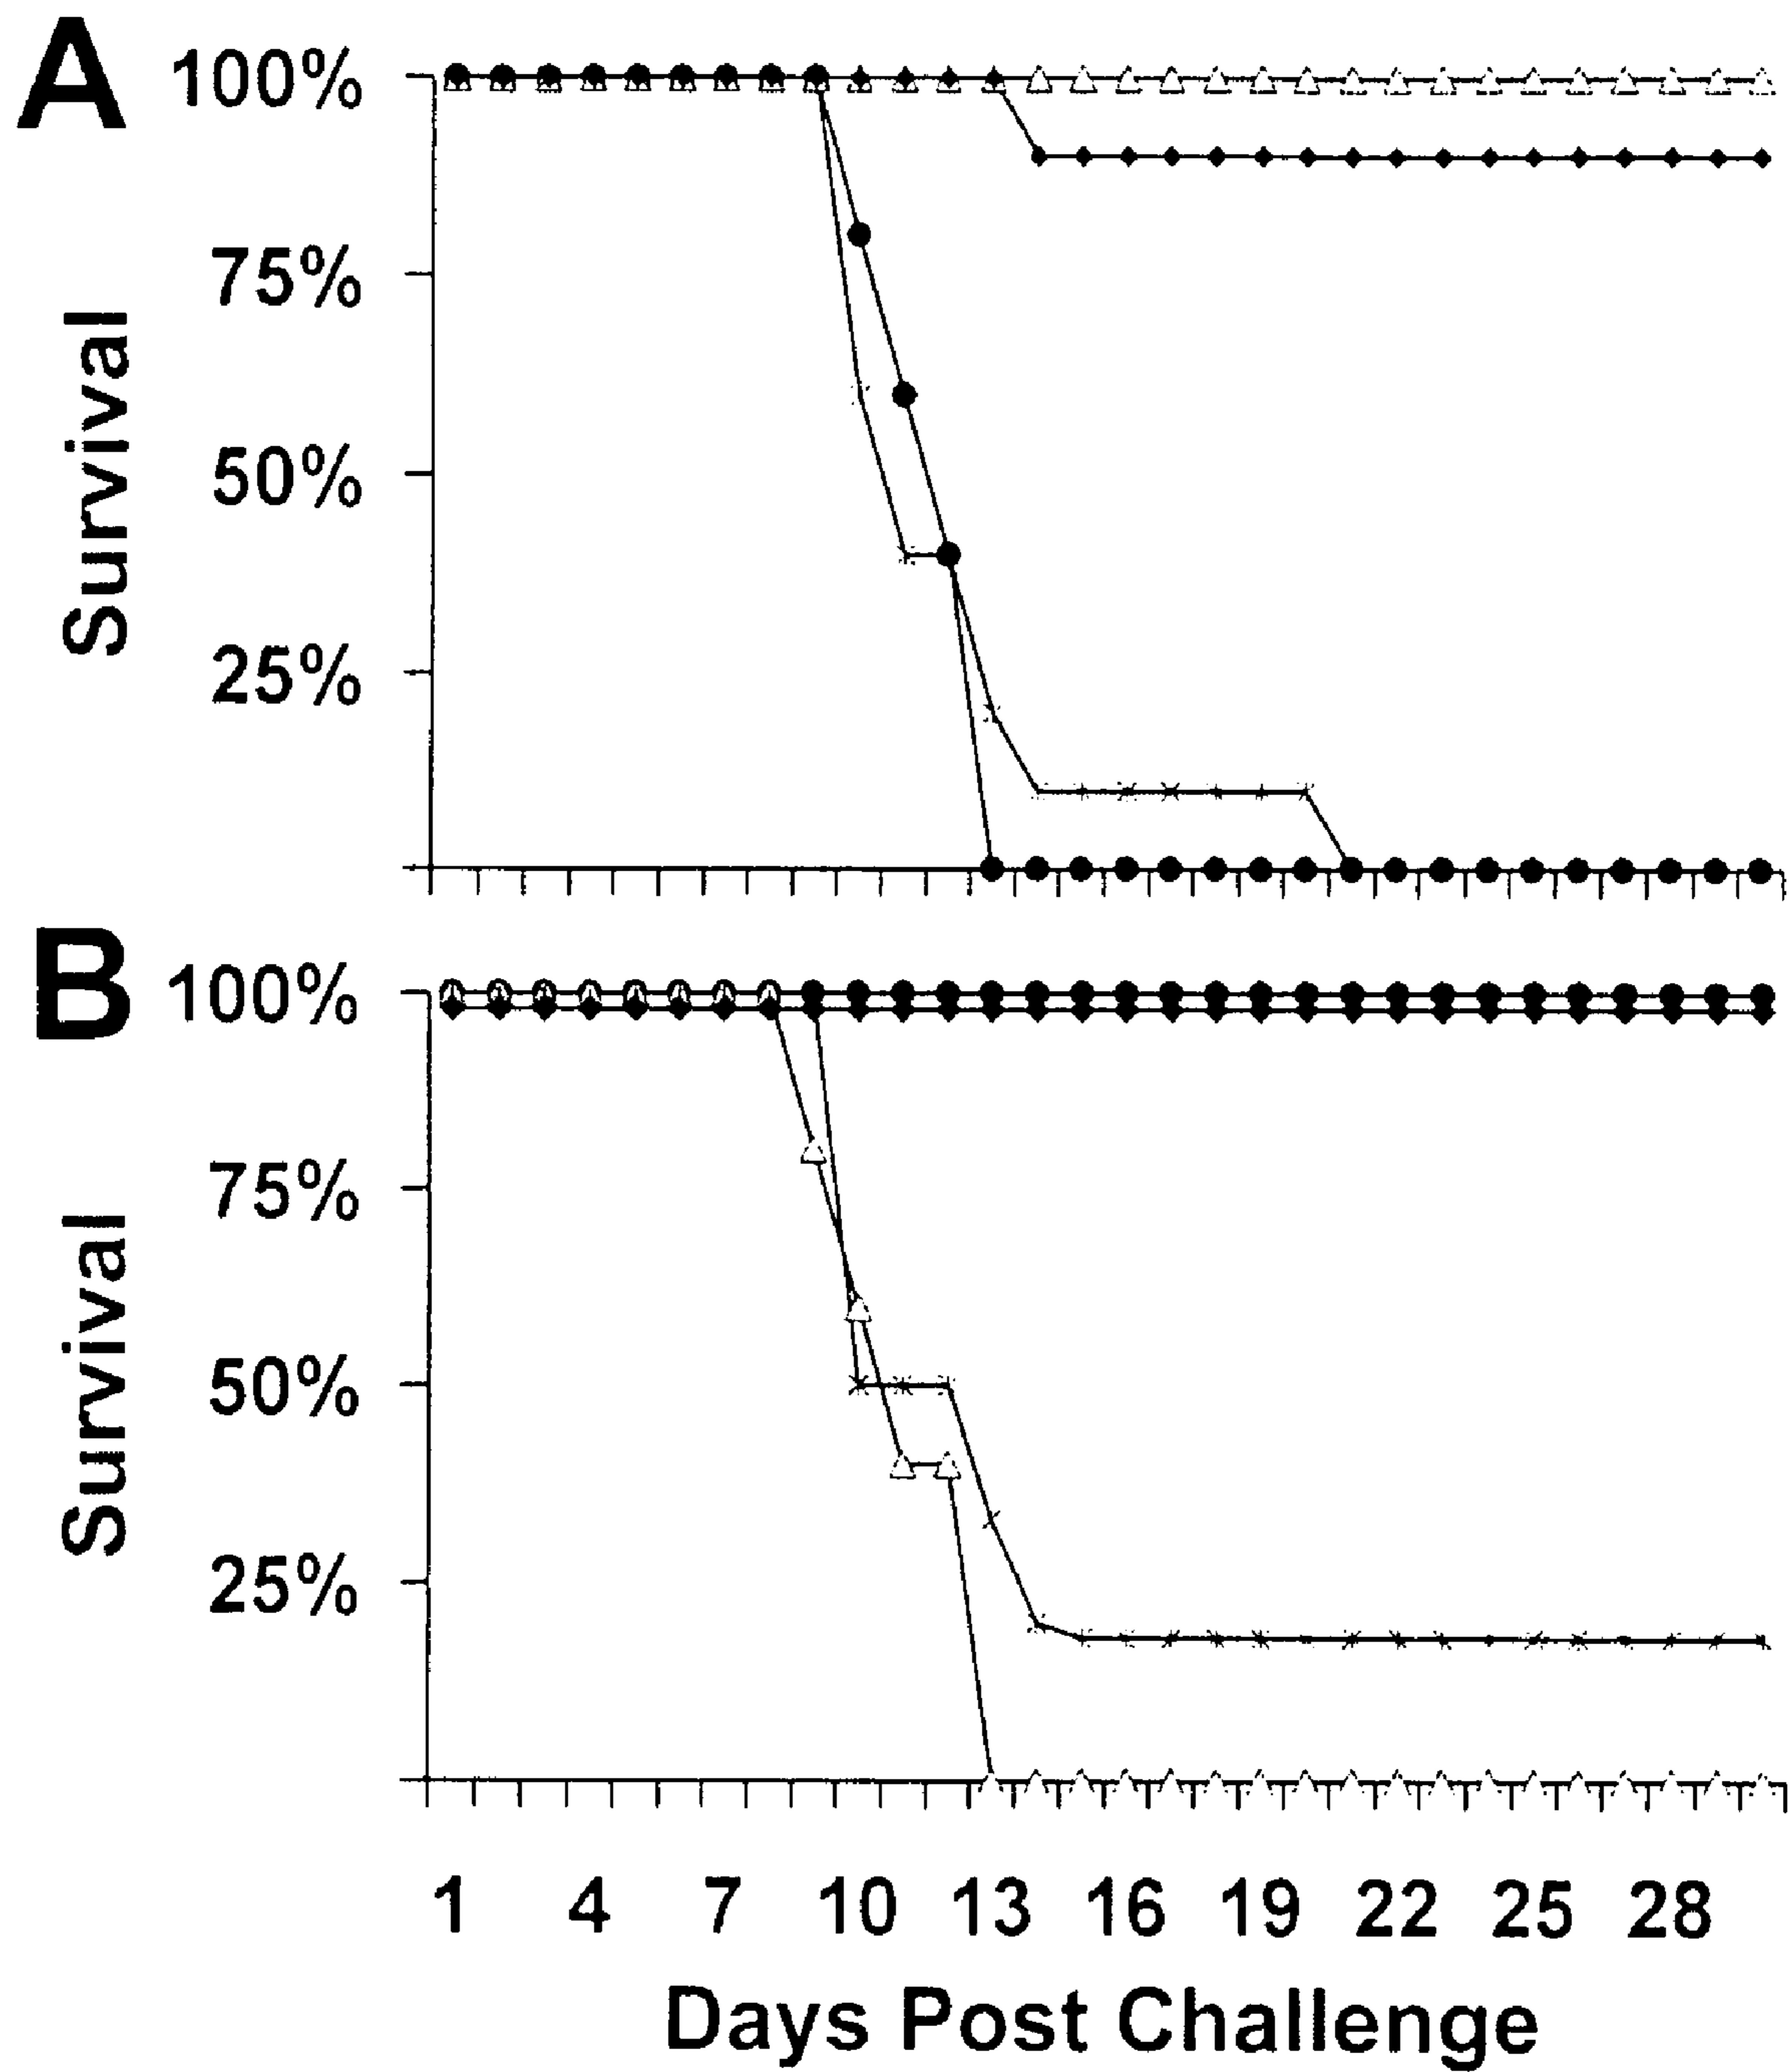 A
100%
75%
50%
25%
Survival
B
100%
75%
50%
25%
Survival
1 4 7 10 13 16 19 22 25 28
Days Post Challenge